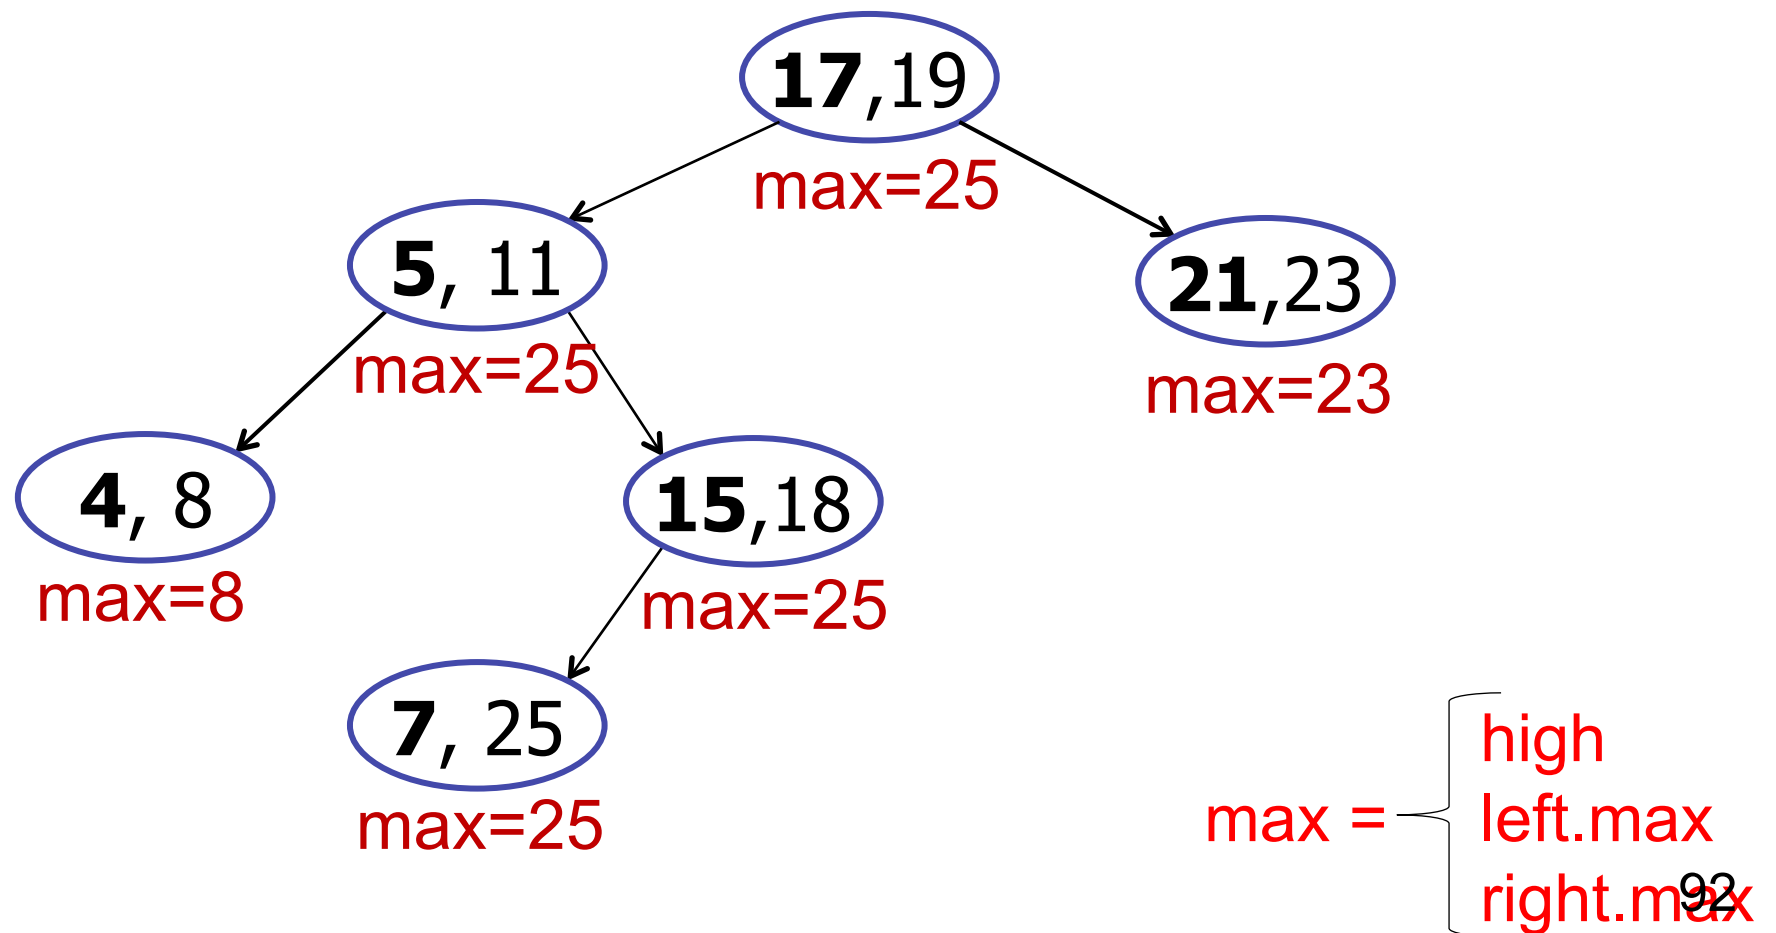 17,19
max=25
5, 11
max=25
21,23
max=23
4, 8
max=8
15,18
max=25
7, 25
max=25
max =
high
left.max
right.max
92